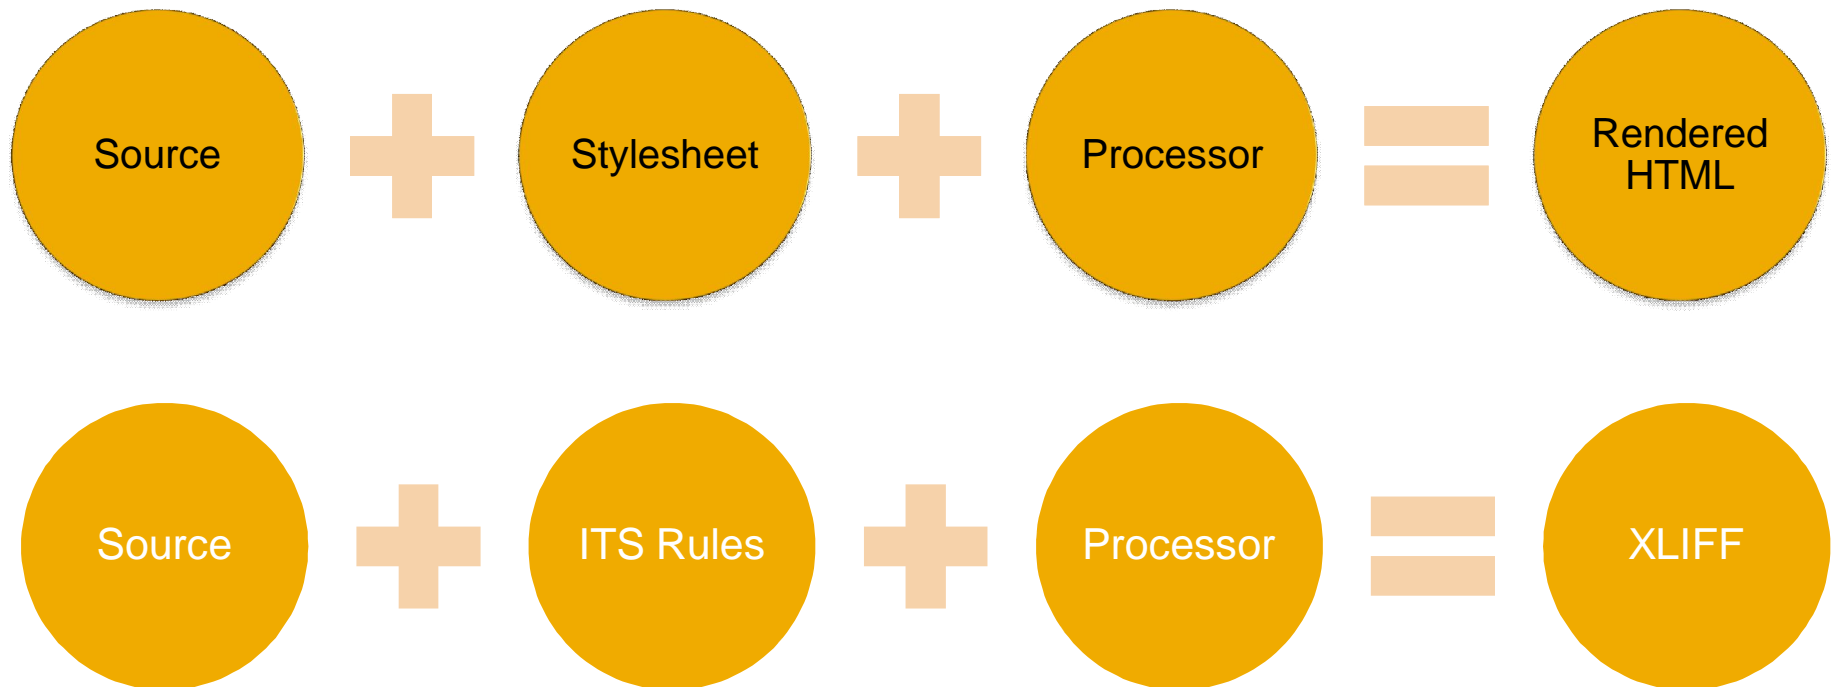 Source
Stylesheet
Processor
Rendered
HTML
Source
ITS Rules
Processor
XLIFF